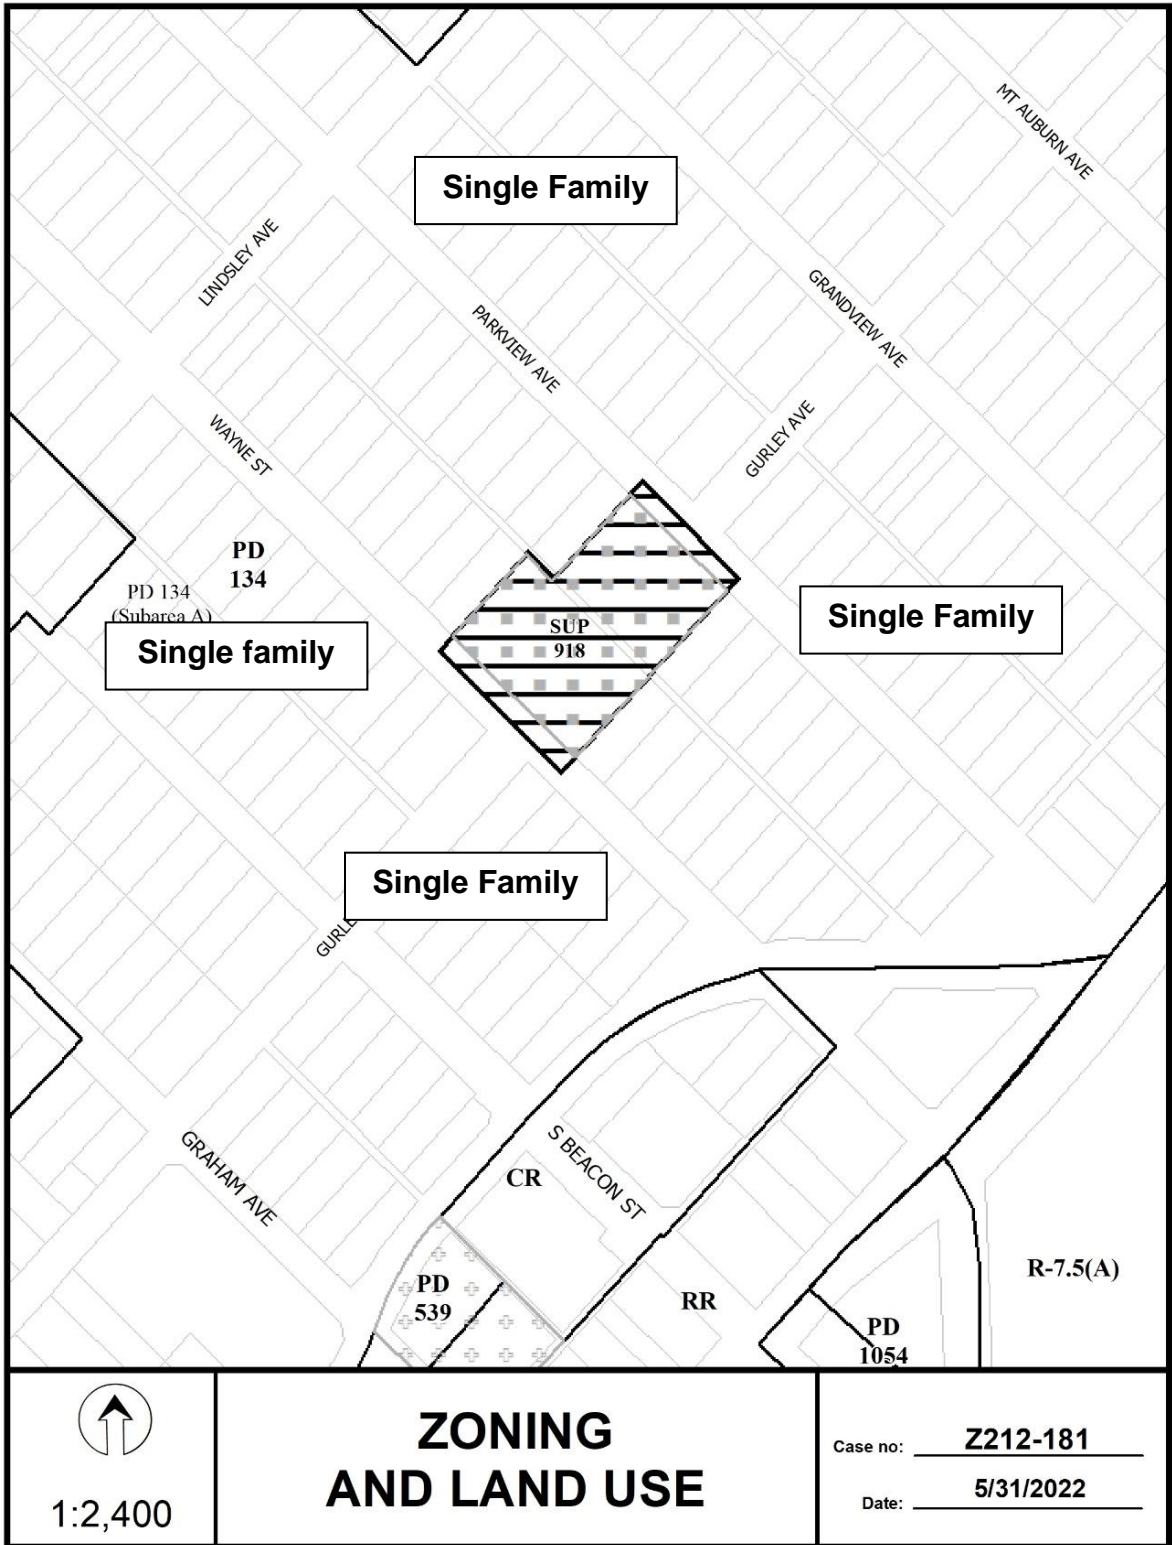 MT AUBURN AVE
Single Family
LINDSLEY AVE
GRANDVIEW AVE
PARKVIEW AVE
GURLEY AVE
WAYNE ST
PD
134
PD 134
(Subarea A)
Single Family
SUP
918
Single family
Single Family
GURLE
S BEACON ST
GRAHAM AVE
CR
R-7.5(A)
PD
539
RR
PD
1054
1:2,400
ZONING
AND LAND USE
Case no: Z212-181
Date: 5/31/2022